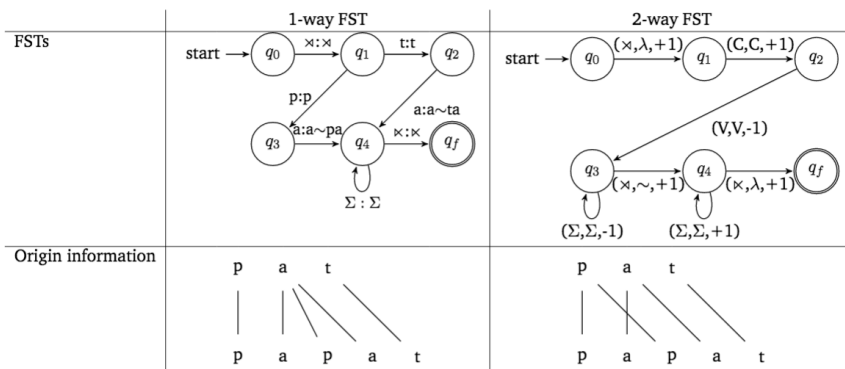 1-way FST 2-way FST
FSTs
start q0 ⋊:⋊ q1 t:t q2
p:p a:a~ta
q3 a:a~pa q4 ⋉:⋉ qf
Σ : Σ
start q0 (⋊,λ,+1) q1 (C,C,+1) q2
(V,V,-1)
q3 (⋊,~,+1) q4 (⋉,λ,+1) qf
(Σ,Σ,-1) (Σ,Σ,+1)
Origin information
p a t
p a p a t
p a t
p a p a t